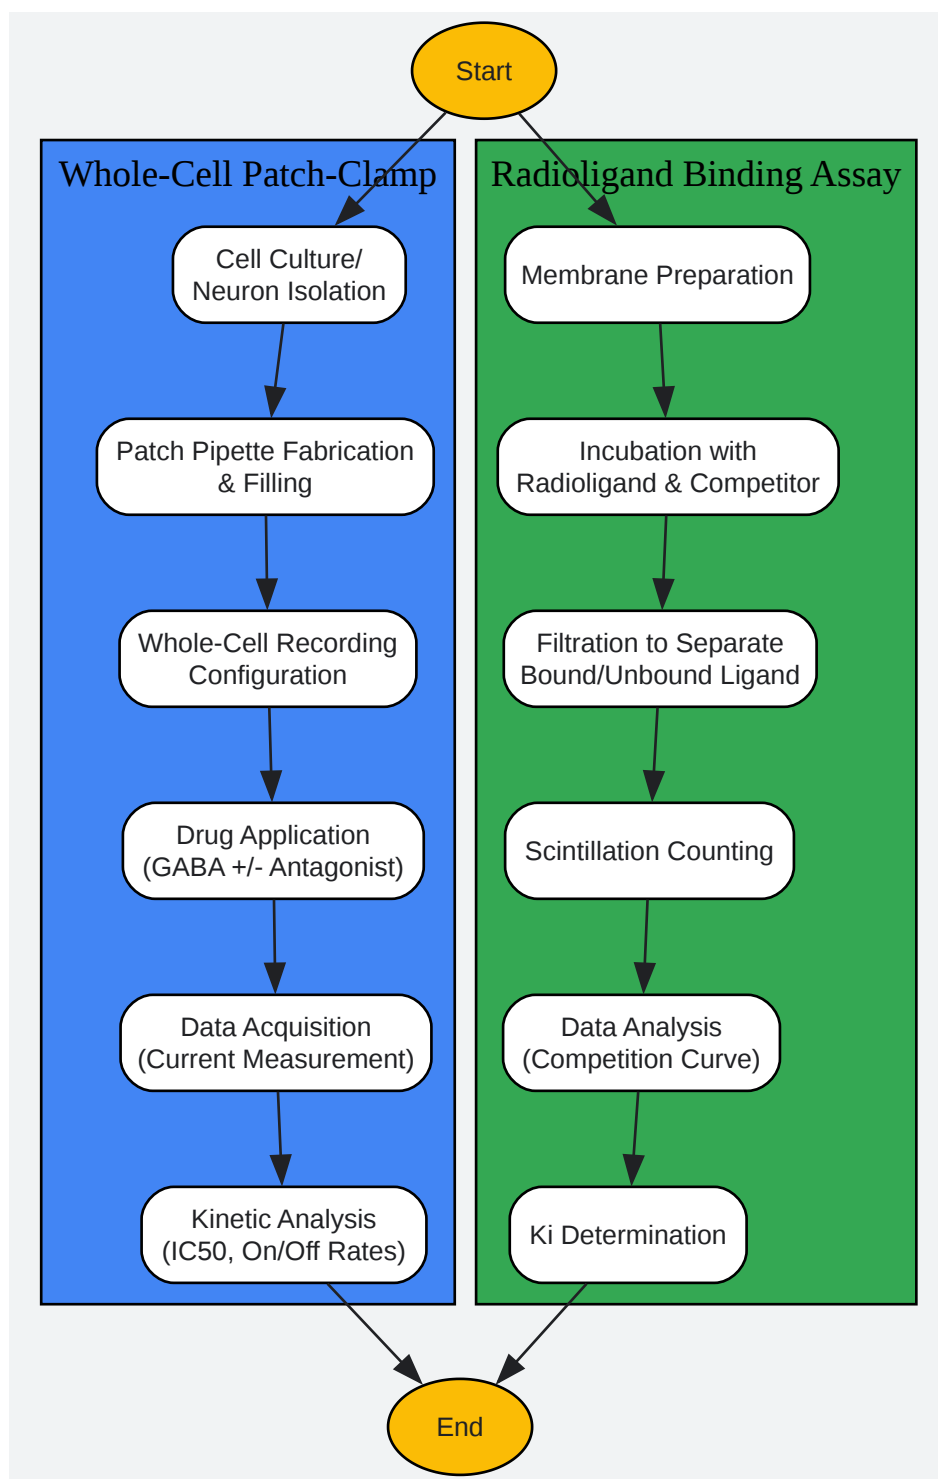 Start
Whole-Cell Patch-Clamp
Cell Culture/
Neuron Isolation
Patch Pipette Fabrication
& Filling
Whole-Cell Recording
Configuration
Drug Application
(GABA +/- Antagonist)
Data Acquisition
(Current Measurement)
Kinetic Analysis
(IC50, On/Off Rates)
Radioligand Binding Assay
Membrane Preparation
Incubation with
Radioligand & Competitor
Filtration to Separate
Bound/Unbound Ligand
Scintillation Counting
Data Analysis
(Competition Curve)
Ki Determination
End